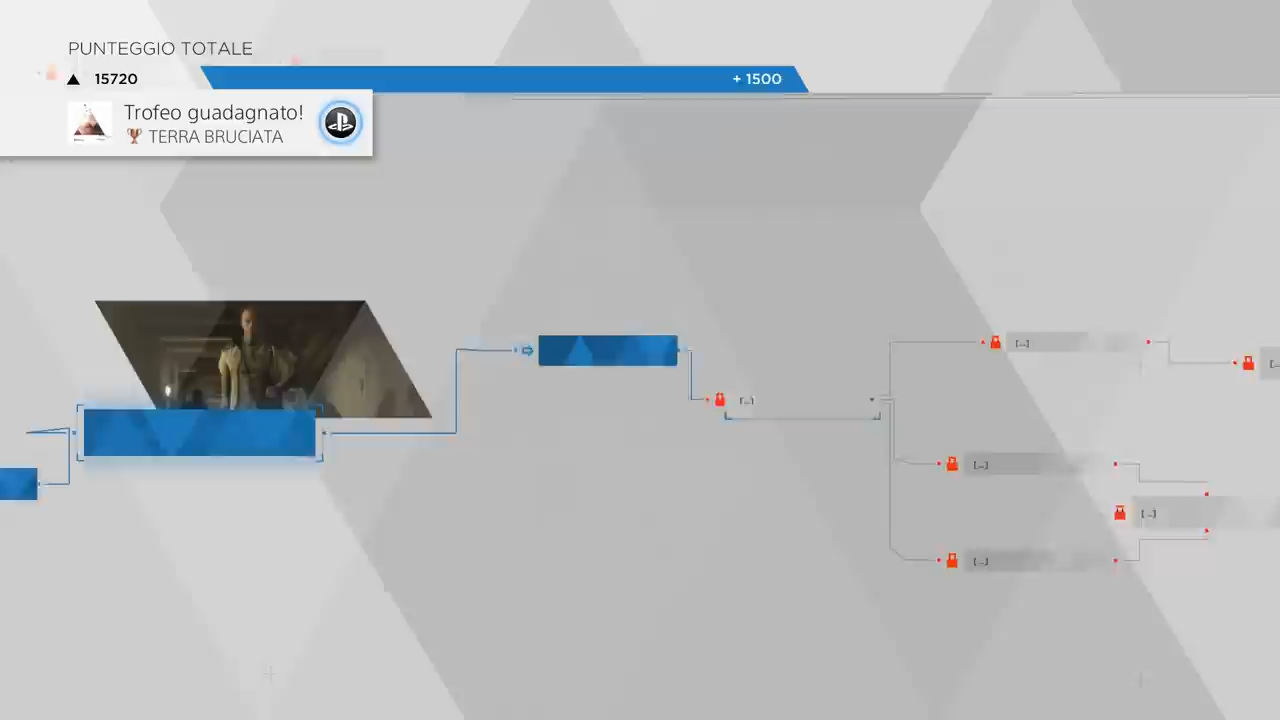 PUNTEGGIO TOTALE
▲ 15720
+ 1500
Trofeo guadagnato!
TERRA BRUCIATA
[...]
[...]
[...]
[...]
[...]